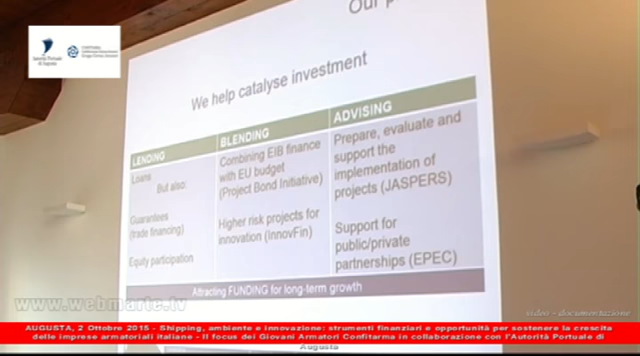 Our p
We help catalyse investment
LENDING
Loans
But also:
Guarantees
(trade financing)
Equity participation
BLENDING
Combining EIB finance
with EU budget
(Project Bond Initiative)
Higher risk projects for
innovation (InnovFin)
ADVISING
Prepare, evaluate and
support the
implementation of
projects (JASPERS)
Support for
public/private
partnerships (EPEC)
Attracting FUNDING for long-term growth
www.webmarte.tv
video - documentazione
AUGUSTA, 2 Ottobre 2015 - Shipping, ambiente e innovazione: strumenti finanziari e opportunità per sostenere la crescita
delle imprese armatoriali italiane - Il focus dei Giovani Armatori Confitarma in collaborazione con l'Autorità Portuale di
Augusta